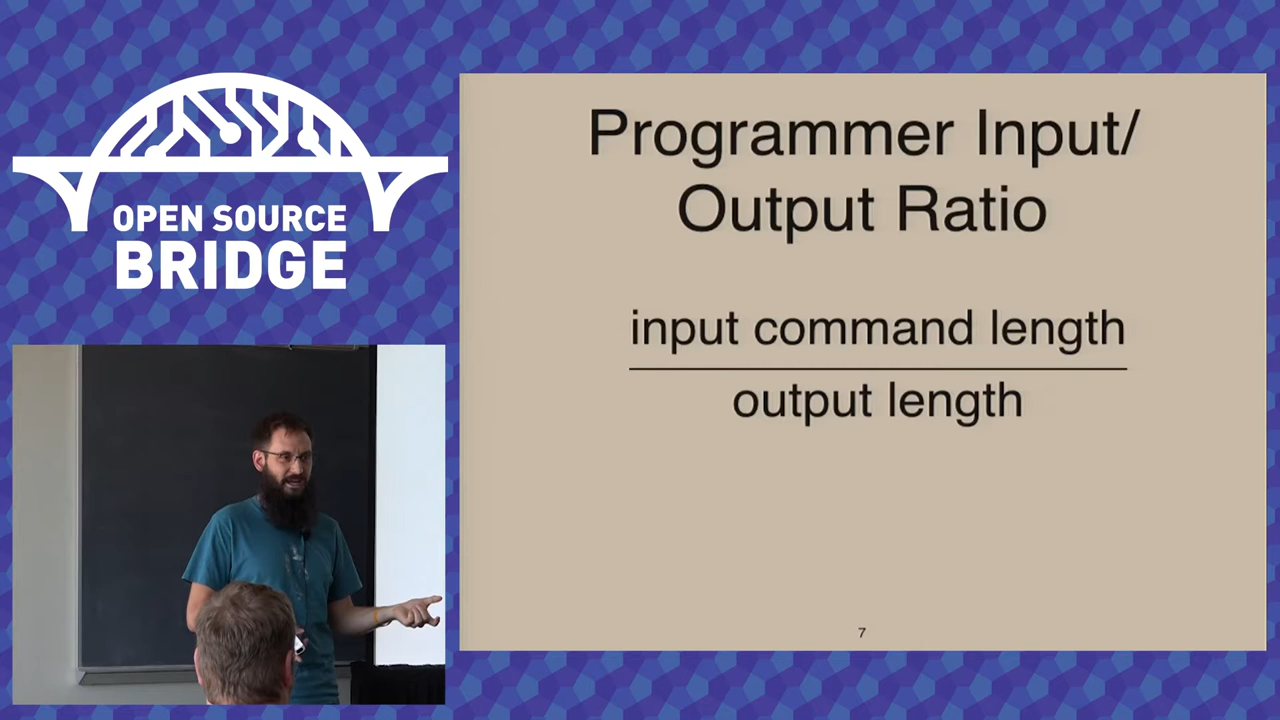 OPEN SOURCE
BRIDGE
Programmer Input/
Output Ratio
input command length
output length
7